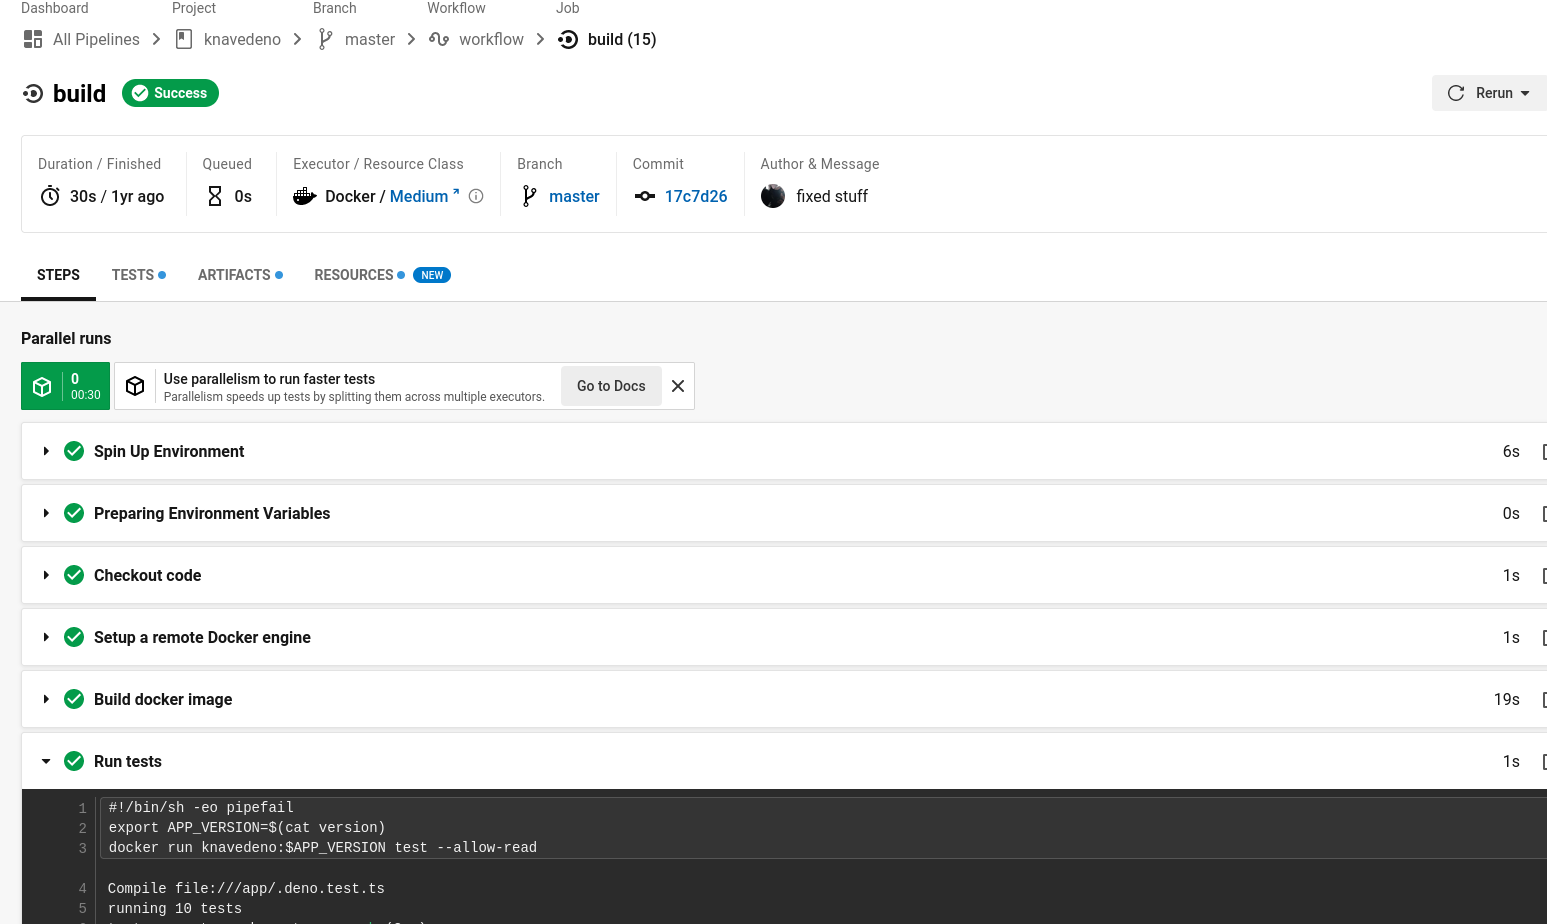 Dashboard Project Branch Workflow Job
All Pipelines knavedeno master workflow build (15)
build Success Rerun
Duration / Finished Queued Executor / Resource Class Branch Commit Author & Message
30s / 1yr ago 0s Docker / Medium master 17c7d26 fixed stuff
STEPS TESTS ARTIFACTS RESOURCES NEW
Parallel runs
0
00:30
Use parallelism to run faster tests
Parallelism speeds up tests by splitting them across multiple executors.
Go to Docs
Spin Up Environment 6s
Preparing Environment Variables 0s
Checkout code 1s
Setup a remote Docker engine 1s
Build docker image 19s
Run tests 1s
1 #!/bin/sh -eo pipefail
2 export APP_VERSION=$(cat version)
3 docker run knavedeno:$APP_VERSION test --allow-read
4 Compile file:///app/.deno.test.ts
5 running 10 tests